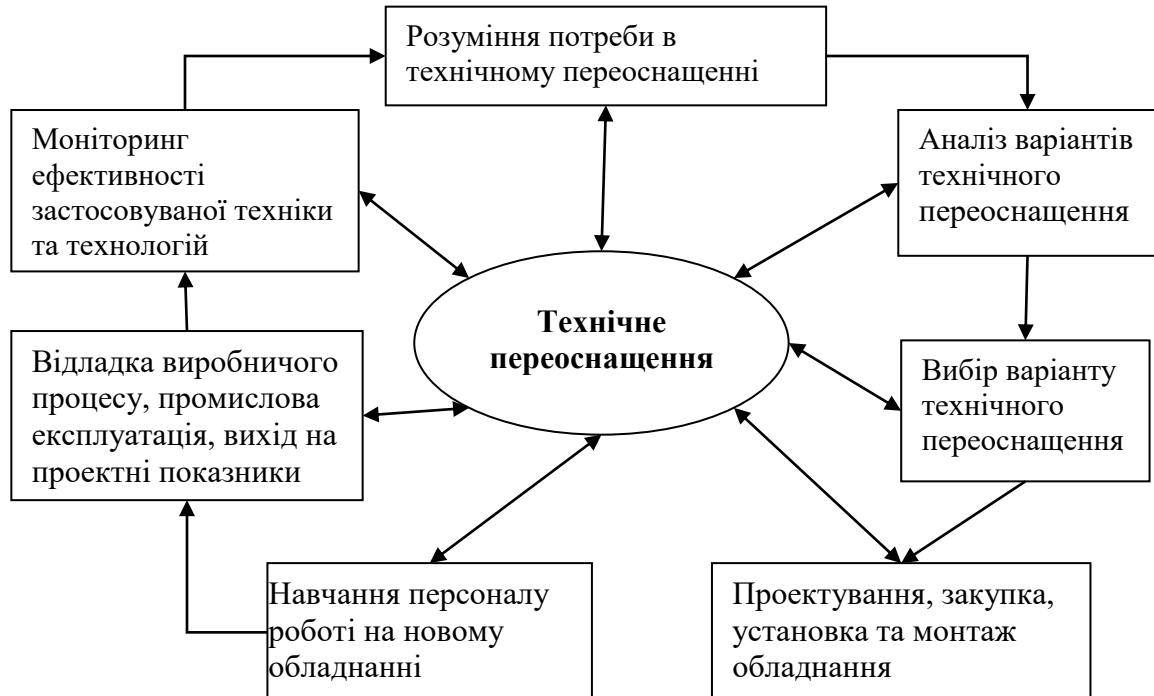 Розуміння потреби в
технічному переоснащенні
Моніторинг
ефективності
застосовуваної техніки
та технологій
Аналіз варіантів
технічного
переоснащення
Технічне
переоснащення
Відладка виробничого
процесу, промислова
експлуатація, вихід на
проектні показники
Вибір варіанту
технічного
переоснащення
Навчання персоналу
роботі на новому
обладнанні
Проектування, закупка,
установка та монтаж
обладнання